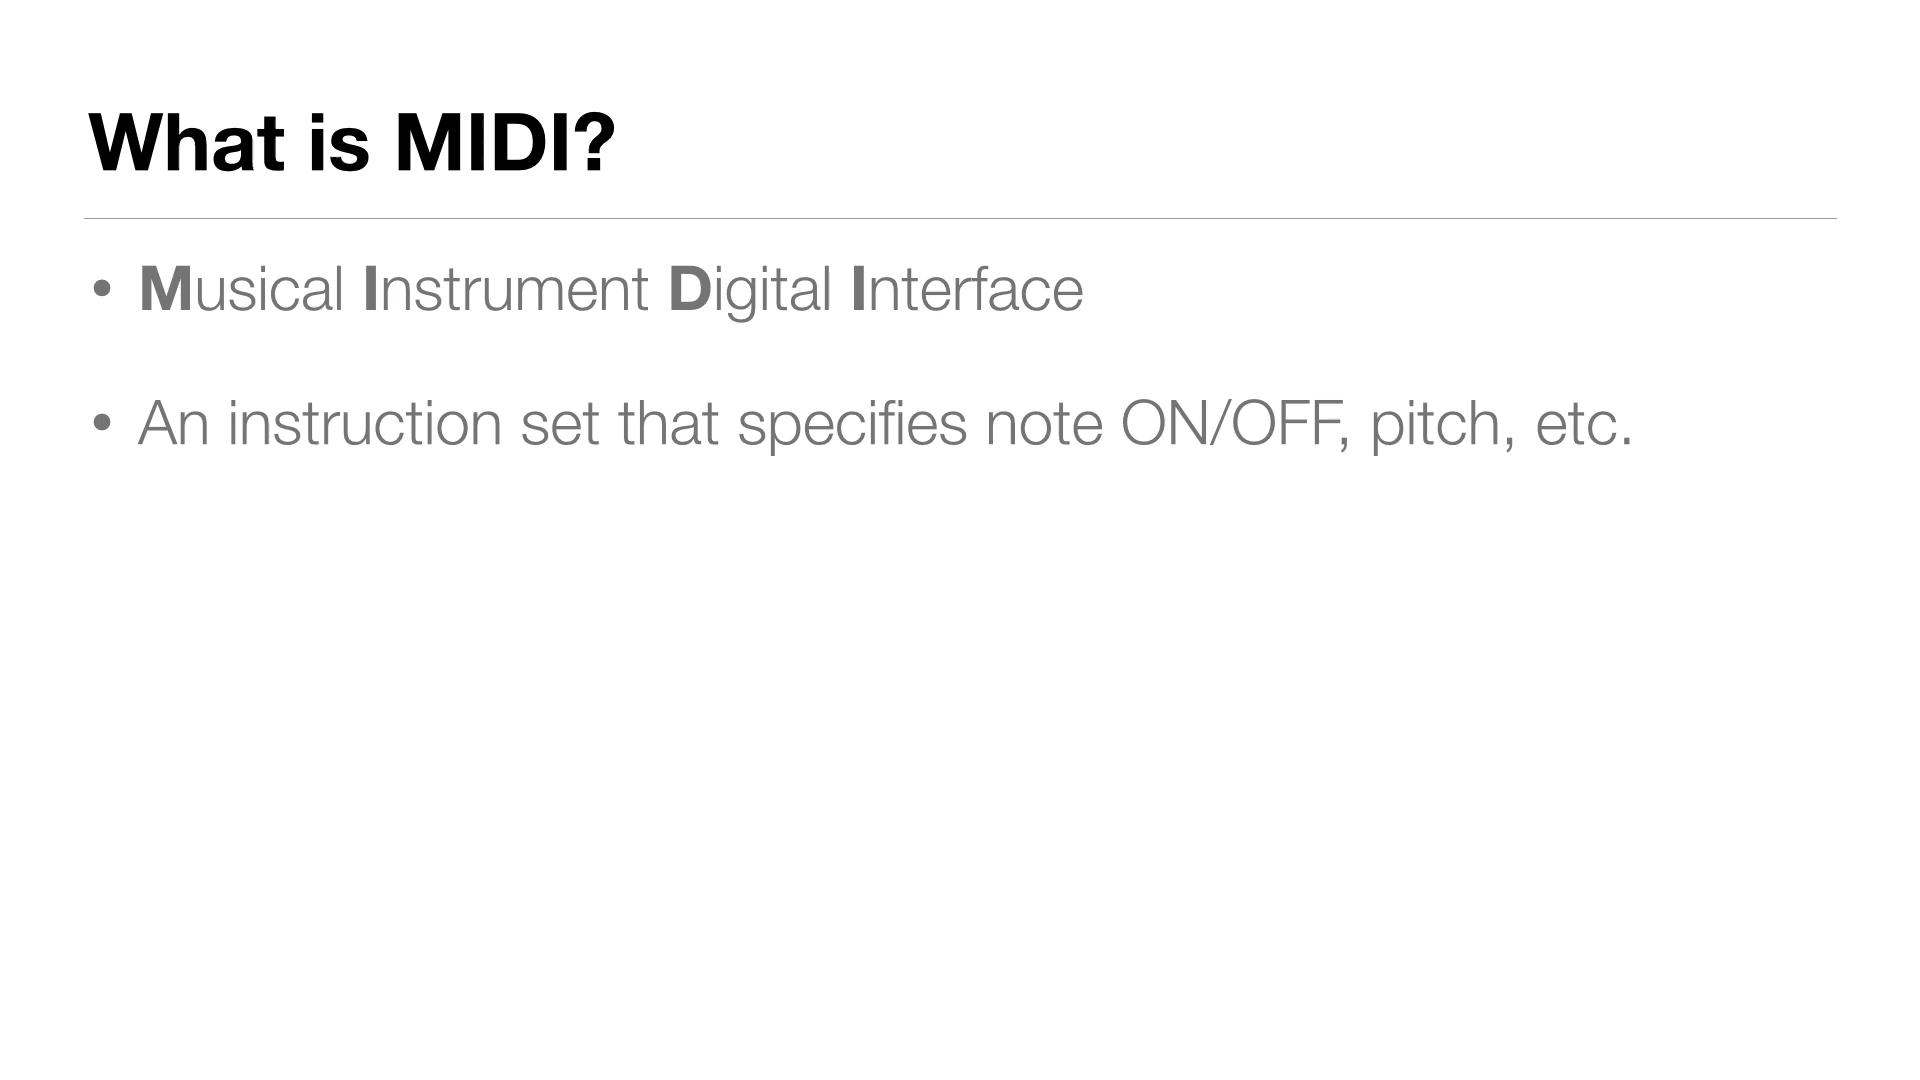 What is MIDI?
• Musical Instrument Digital Interface
• An instruction set that specifies note ON/OFF, pitch, etc.